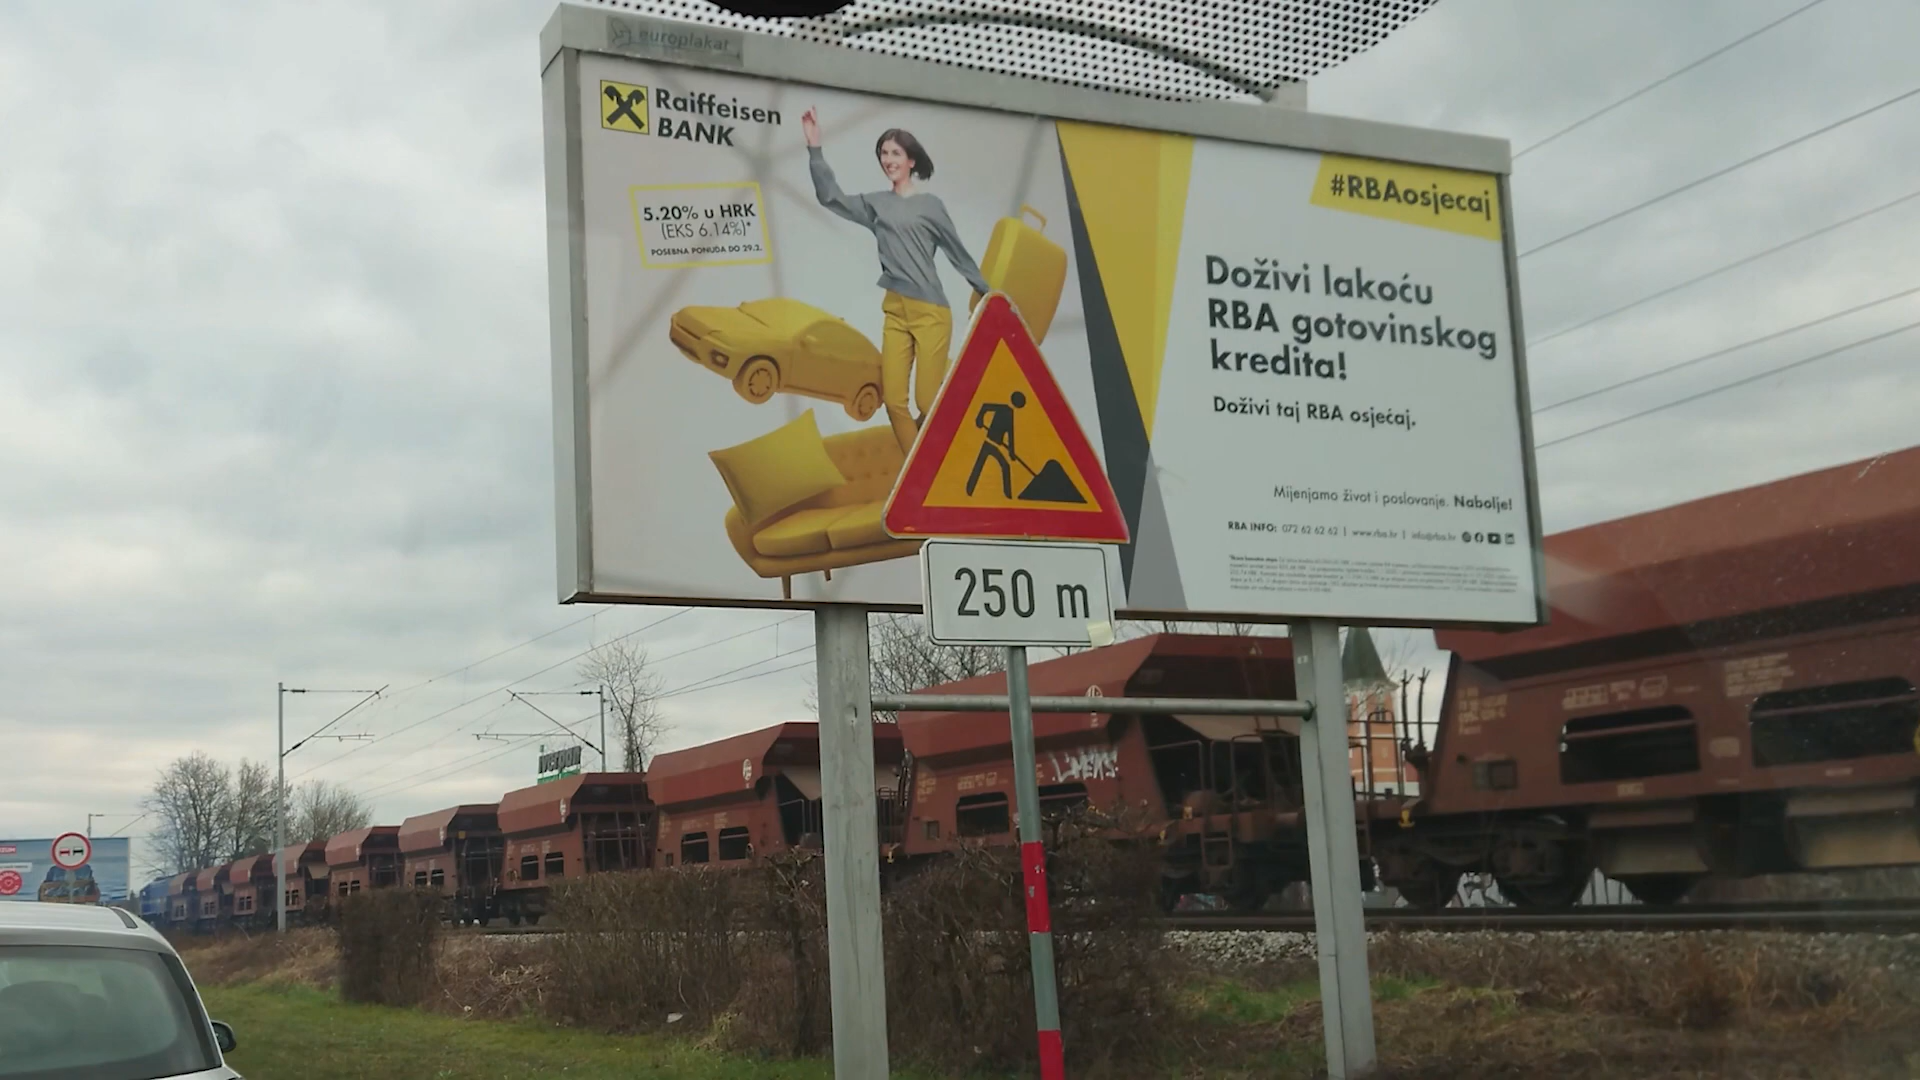 europlakat
Raiffeisen
BANK
5.20% u HRK
(EKS 6.14%)*
POSEBNA PONUDA DO 29.2.
#RBAosjecaj
Doživi lakoću
RBA gotovinskog
kredita!
Doživi taj RBA osjećaj.
Mijenjamo život i poslovanje. Nabolje!
RBA INFO: 072 62 62 62 | www.rba.hr | info@rba.hr
250 m
iverpan